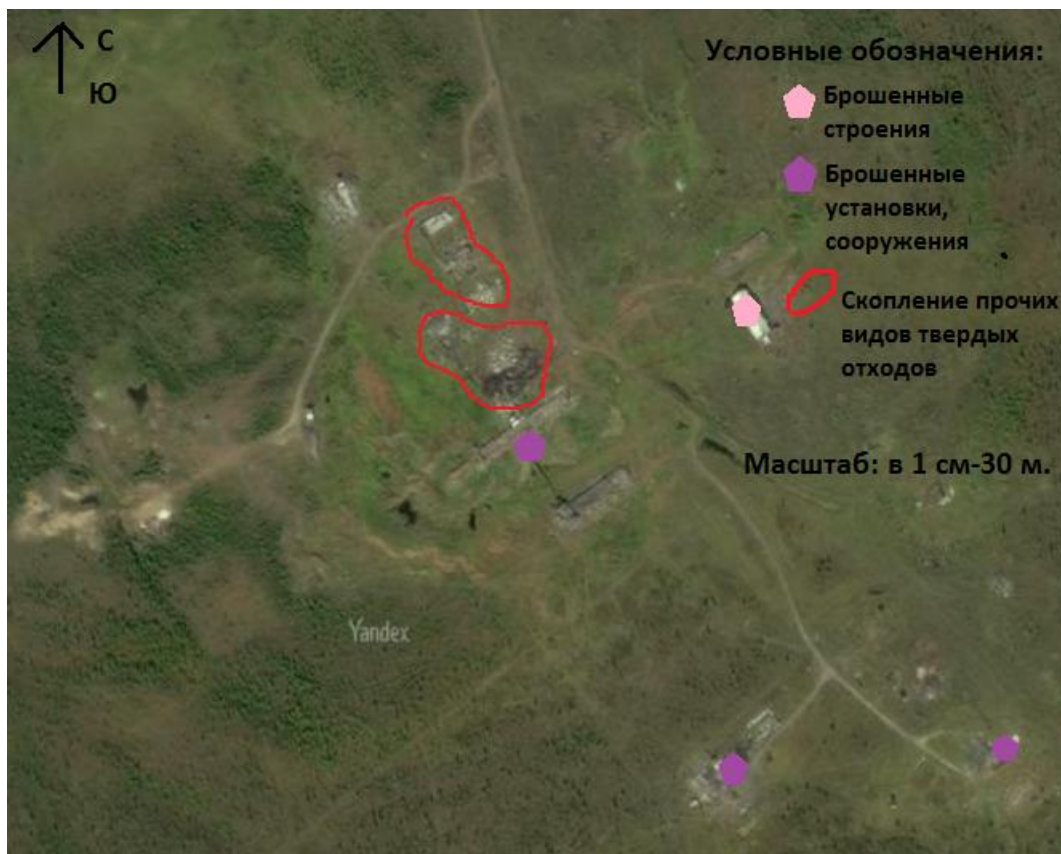 С
Ю
Условные обозначения:
Брошенные
строения
Брошенные
установки,
сооружения
Скопление прочих
видов твердых
отходов
Масштаб: в 1 см-30 м.
Yandex